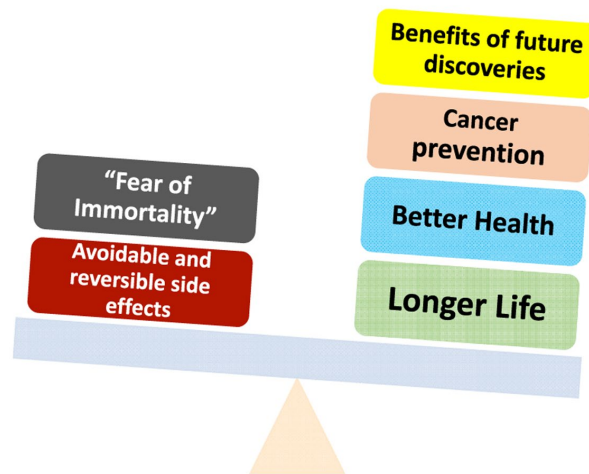 Benefits of future
discoveries
Cancer
prevention
"Fear of
Immortality"
Better Health
Avoidable and
reversible side
effects
Longer Life